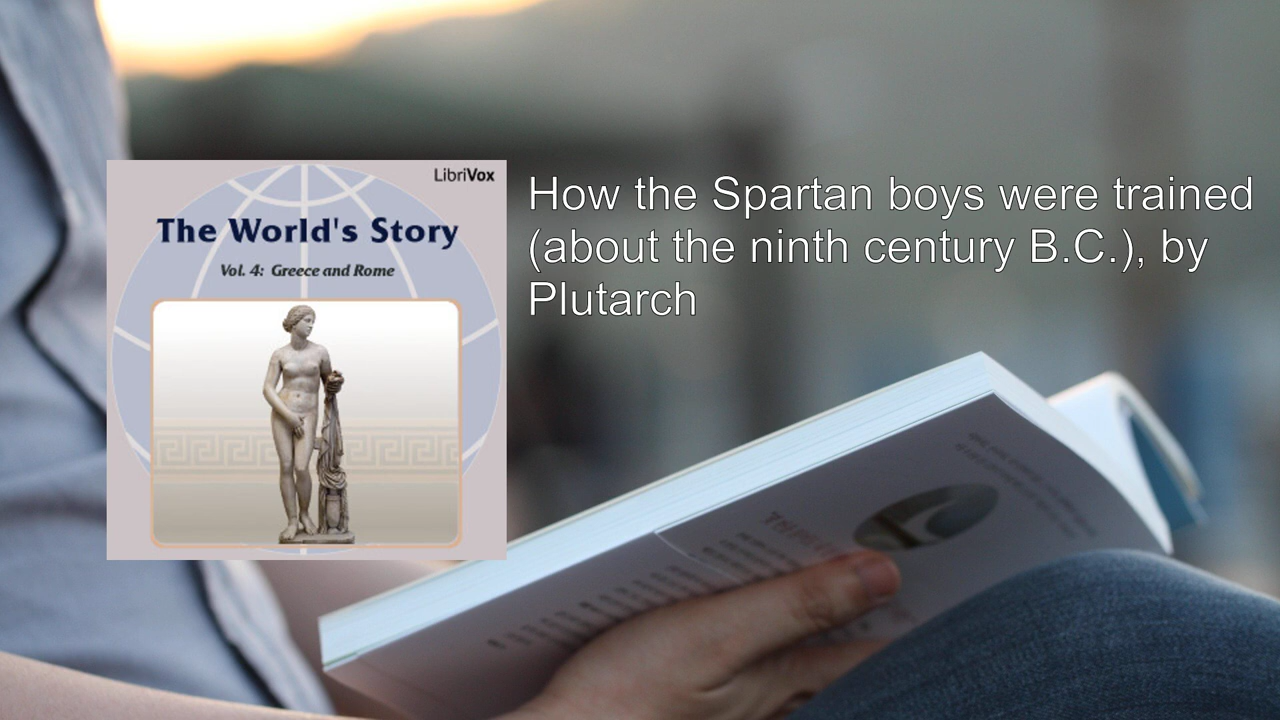 LibriVox
The World's Story
Vol. 4: Greece and Rome
How the Spartan boys were trained
(about the ninth century B.C.), by
Plutarch